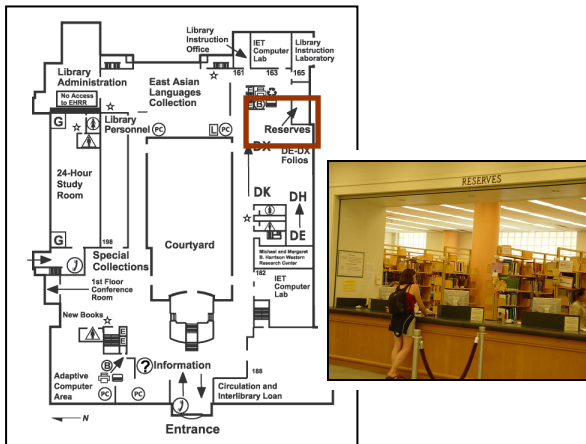 Library Instruction
Office
IET
Computer
Lab
Library Instruction
Laboratory
161
163
165
Library
Administration
No Access
to EHRR
East Asian
Languages
Collection
E
E
B
G
Library
Personnel
PC
L
PC
Reserves
DX
DE-DX
Folios
24-Hour
Study
Room
DK
DH
DE
G
198
Courtyard
Special
Collections
Michael and Margaret
B. Harrison Western
Research Center
182
IET
Computer
Lab
1st Floor
Conference
Room
New Books
E
E
B
?
Information
188
Adaptive
Computer
Area
PC
PC
Circulation and
Interlibrary Loan
N
Entrance
RESERVES